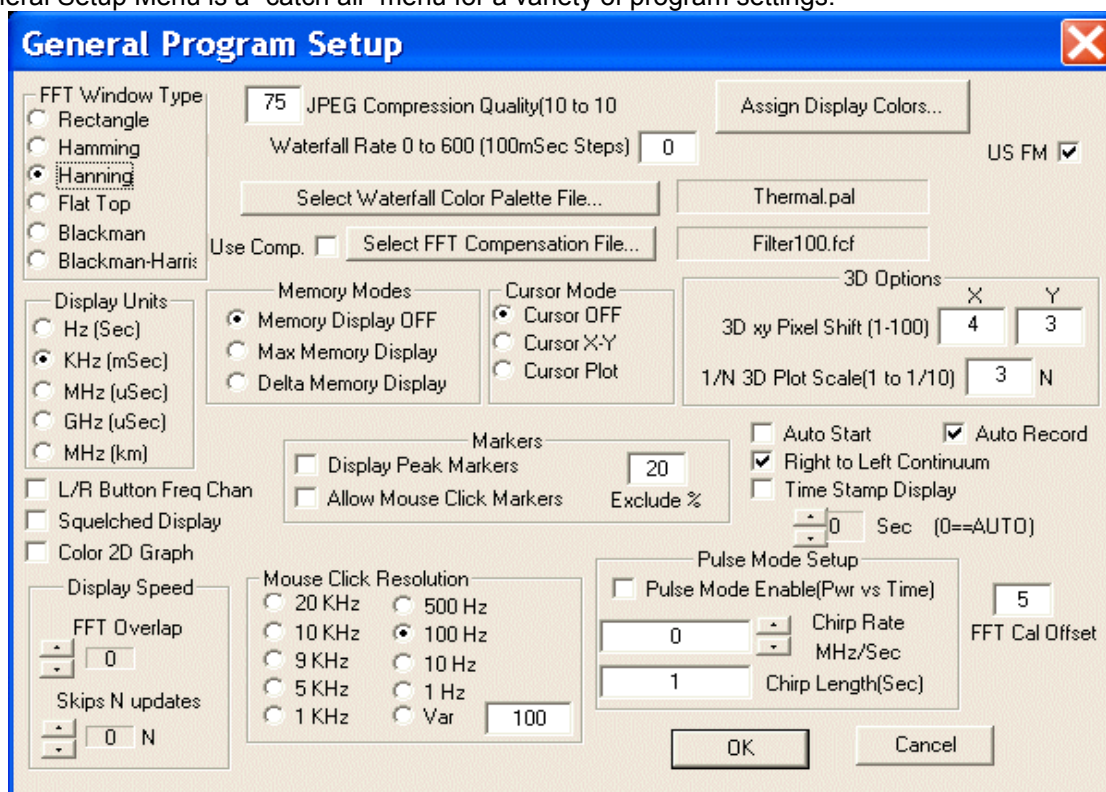 eral Setup Menu is a "catch all" menu for a variety of program settings.
General Program Setup
FFT Window Type
Rectangle
Hamming
Hanning
Flat Top
Blackman
Blackman-Harris
75 JPEG Compression Quality(10 to 10
Assign Display Colors...
Waterfall Rate 0 to 600 (100mSec Steps) 0
US FM
Select Waterfall Color Palette File...
Thermal.pal
Use Comp.
Select FFT Compensation File...
Filter100.fcf
Display Units
Hz (Sec)
KHz (mSec)
MHz (uSec)
GHz (uSec)
MHz (km)
Memory Modes
Memory Display OFF
Max Memory Display
Delta Memory Display
Cursor Mode
Cursor OFF
Cursor X-Y
Cursor Plot
3D Options
X Y
3D xy Pixel Shift (1-100) 4 3
1/N 3D Plot Scale(1 to 1/10) 3 N
Markers
Display Peak Markers
Allow Mouse Click Markers
20
Exclude %
Auto Start
Auto Record
Right to Left Continuum
Time Stamp Display
0 Sec (0==AUTO)
L/R Button Freq Chan
Squelched Display
Color 2D Graph
Display Speed
FFT Overlap
0
Skips N updates
0 N
Mouse Click Resolution
20 KHz
10 KHz
9 KHz
5 KHz
1 KHz
500 Hz
100 Hz
10 Hz
1 Hz
Var 100
Pulse Mode Setup
Pulse Mode Enable(Pwr vs Time)
0 Chirp Rate
MHz/Sec
1 Chirp Length(Sec)
5
FFT Cal Offset
OK
Cancel